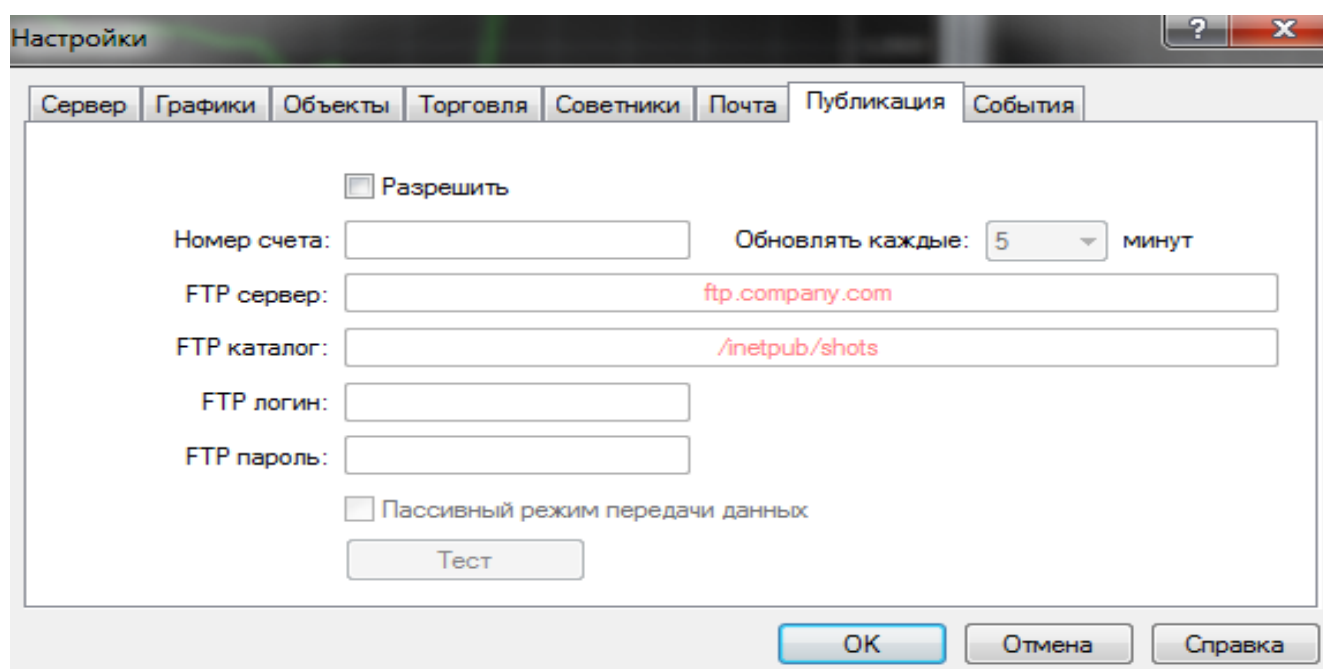 Настройки
?
Сервер Графики Объекты Торговля Советники Почта Публикация События
Разрешить
Номер счета: Обновлять каждые: 5 минут
FTP сервер: ftp.company.com
FTP каталог: /inetpub/shots
FTP логин:
FTP пароль:
Пассивный режим передачи данных
Тест
OK Отмена Справка